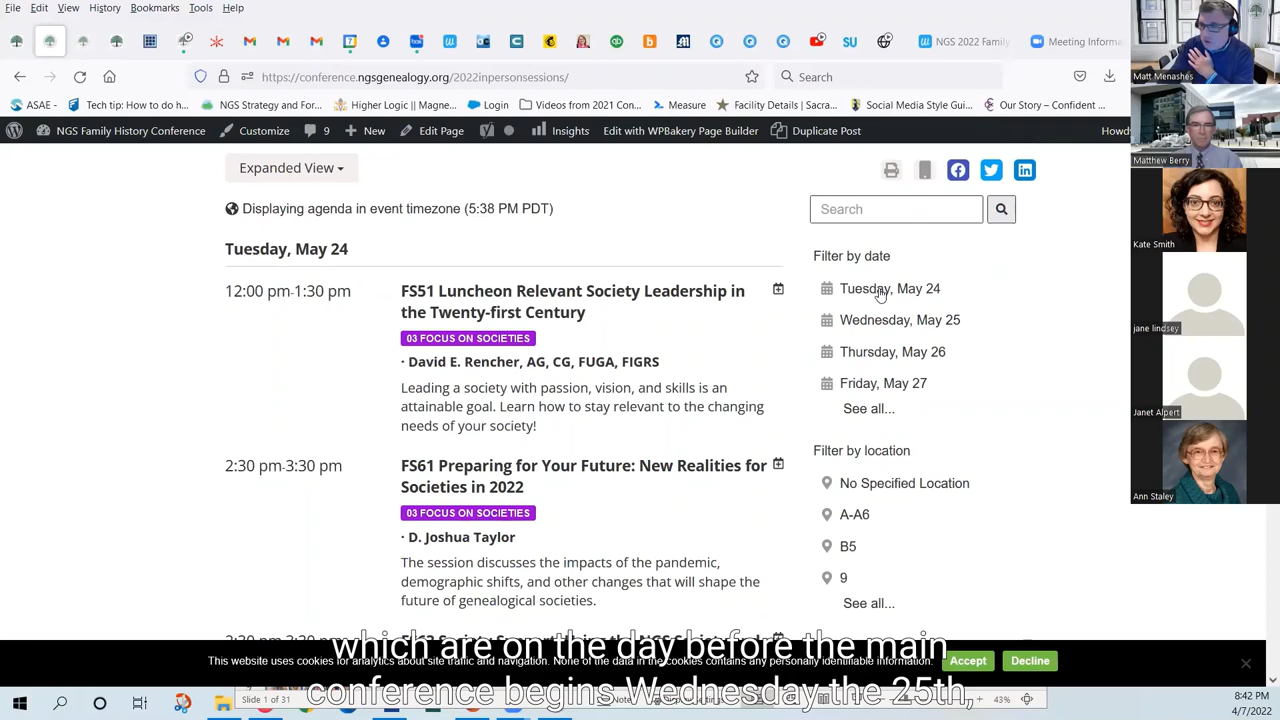 File Edit View History Bookmarks Tools Help
NGS 2022 Family
Meeting Informa
https://conference.ngsgenealogy.org/2022inpersonsessions/
Search
ASAE -
Tech tip: How to do h...
NGS Strategy and For...
Higher Logic || Magne...
Login
Videos from 2021 Con...
Measure
Facility Details | Sacra...
Social Media Style Gui...
Our Story – Confident ...
NGS Family History Conference
Customize
9
New
Edit Page
Insights
Edit with WPBakery Page Builder
Duplicate Post
Howdy
Expanded View
Displaying agenda in event timezone (5:38 PM PDT)
Search
Tuesday, May 24
12:00 pm-1:30 pm
FS51 Luncheon Relevant Society Leadership in
the Twenty-first Century
03 FOCUS ON SOCIETIES
· David E. Rencher, AG, CG, FUGA, FIGRS
Leading a society with passion, vision, and skills is an
attainable goal. Learn how to stay relevant to the changing
needs of your society!
2:30 pm-3:30 pm
FS61 Preparing for Your Future: New Realities for
Societies in 2022
03 FOCUS ON SOCIETIES
· D. Joshua Taylor
The session discusses the impacts of the pandemic,
demographic shifts, and other changes that will shape the
future of genealogical societies.
Filter by date
Tuesday, May 24
Wednesday, May 25
Thursday, May 26
Friday, May 27
See all...
Filter by location
No Specified Location
A-A6
B5
9
See all...
Matt Menashes
Matthew Berry
Kate Smith
jane lindsey
Janet Alpert
Ann Staley
which are on the day before the main
conference begins Wednesday the 25th,
This website uses cookies for analytics about site traffic and navigation. None of the data in the cookies contains any personally identifiable information.
Accept
Decline
Slide 1 of 31
43%
8:42 PM
4/7/2022